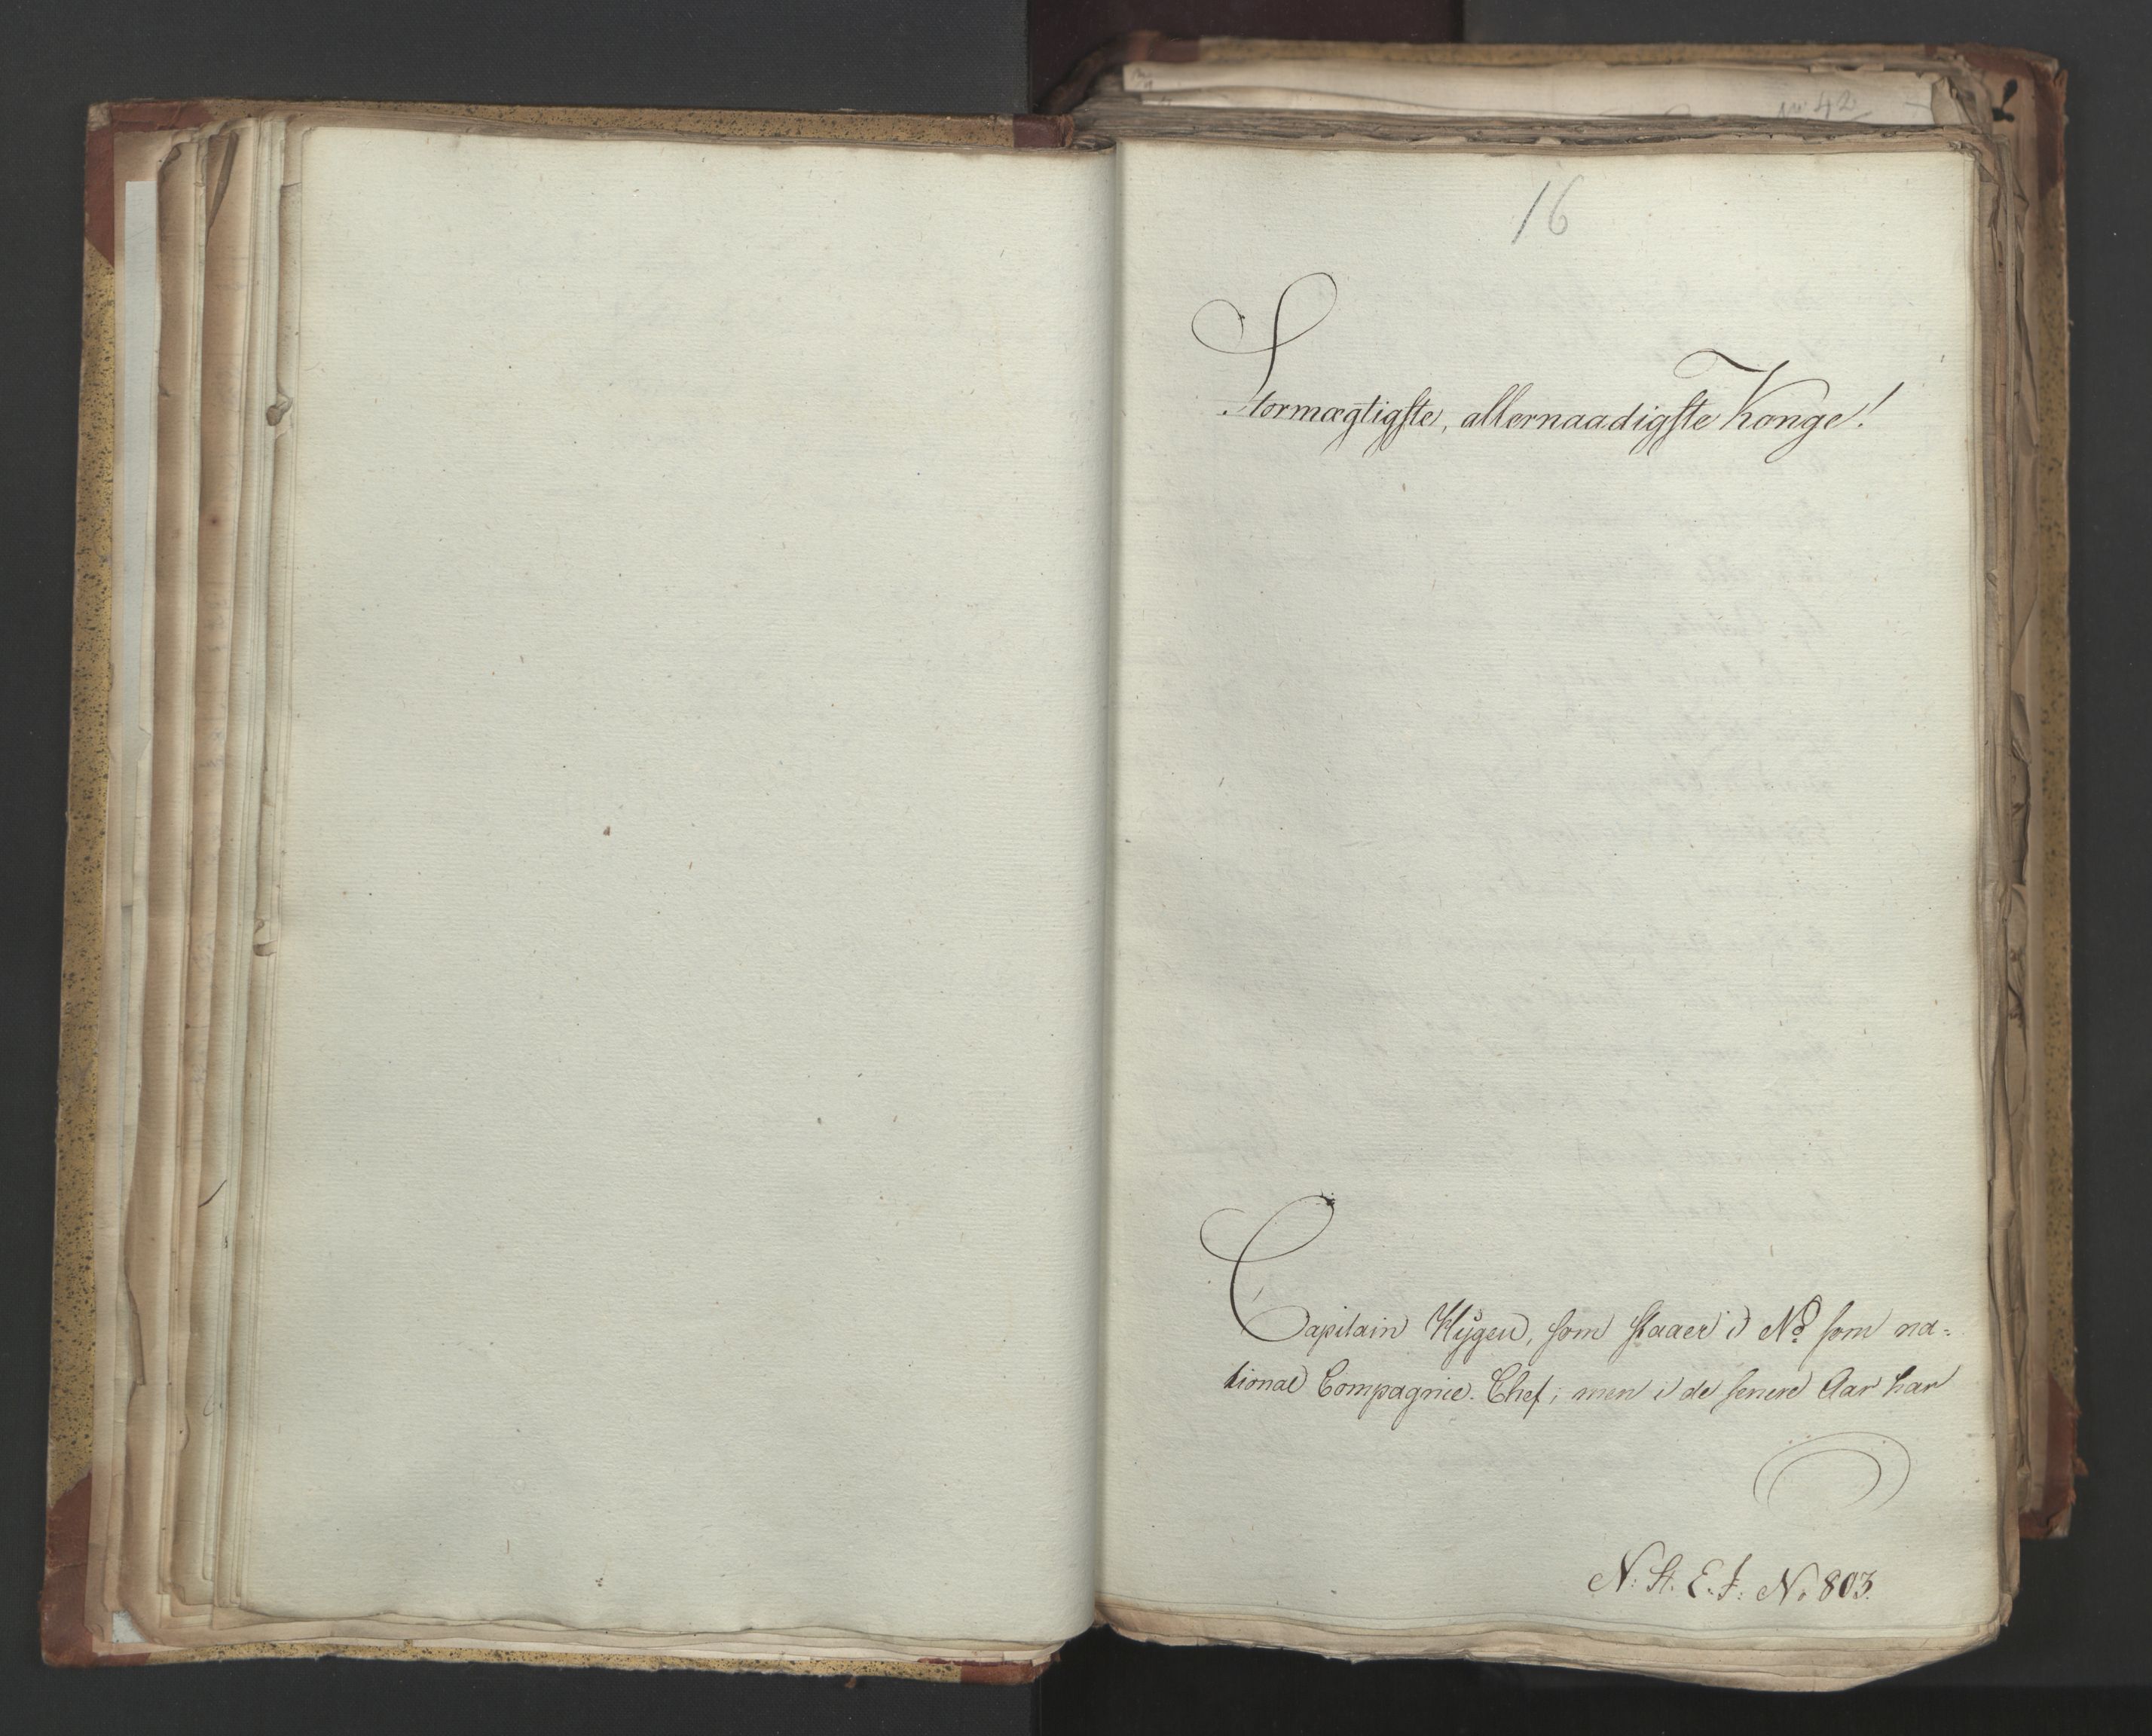 No 42
16
Stormægtigste, allernaadigste Konge!
Capitain Hÿgen, som staaer i No som na-
tional Compagnie-Chef, men i de senere Aar har
N. St. E. J. No 803.